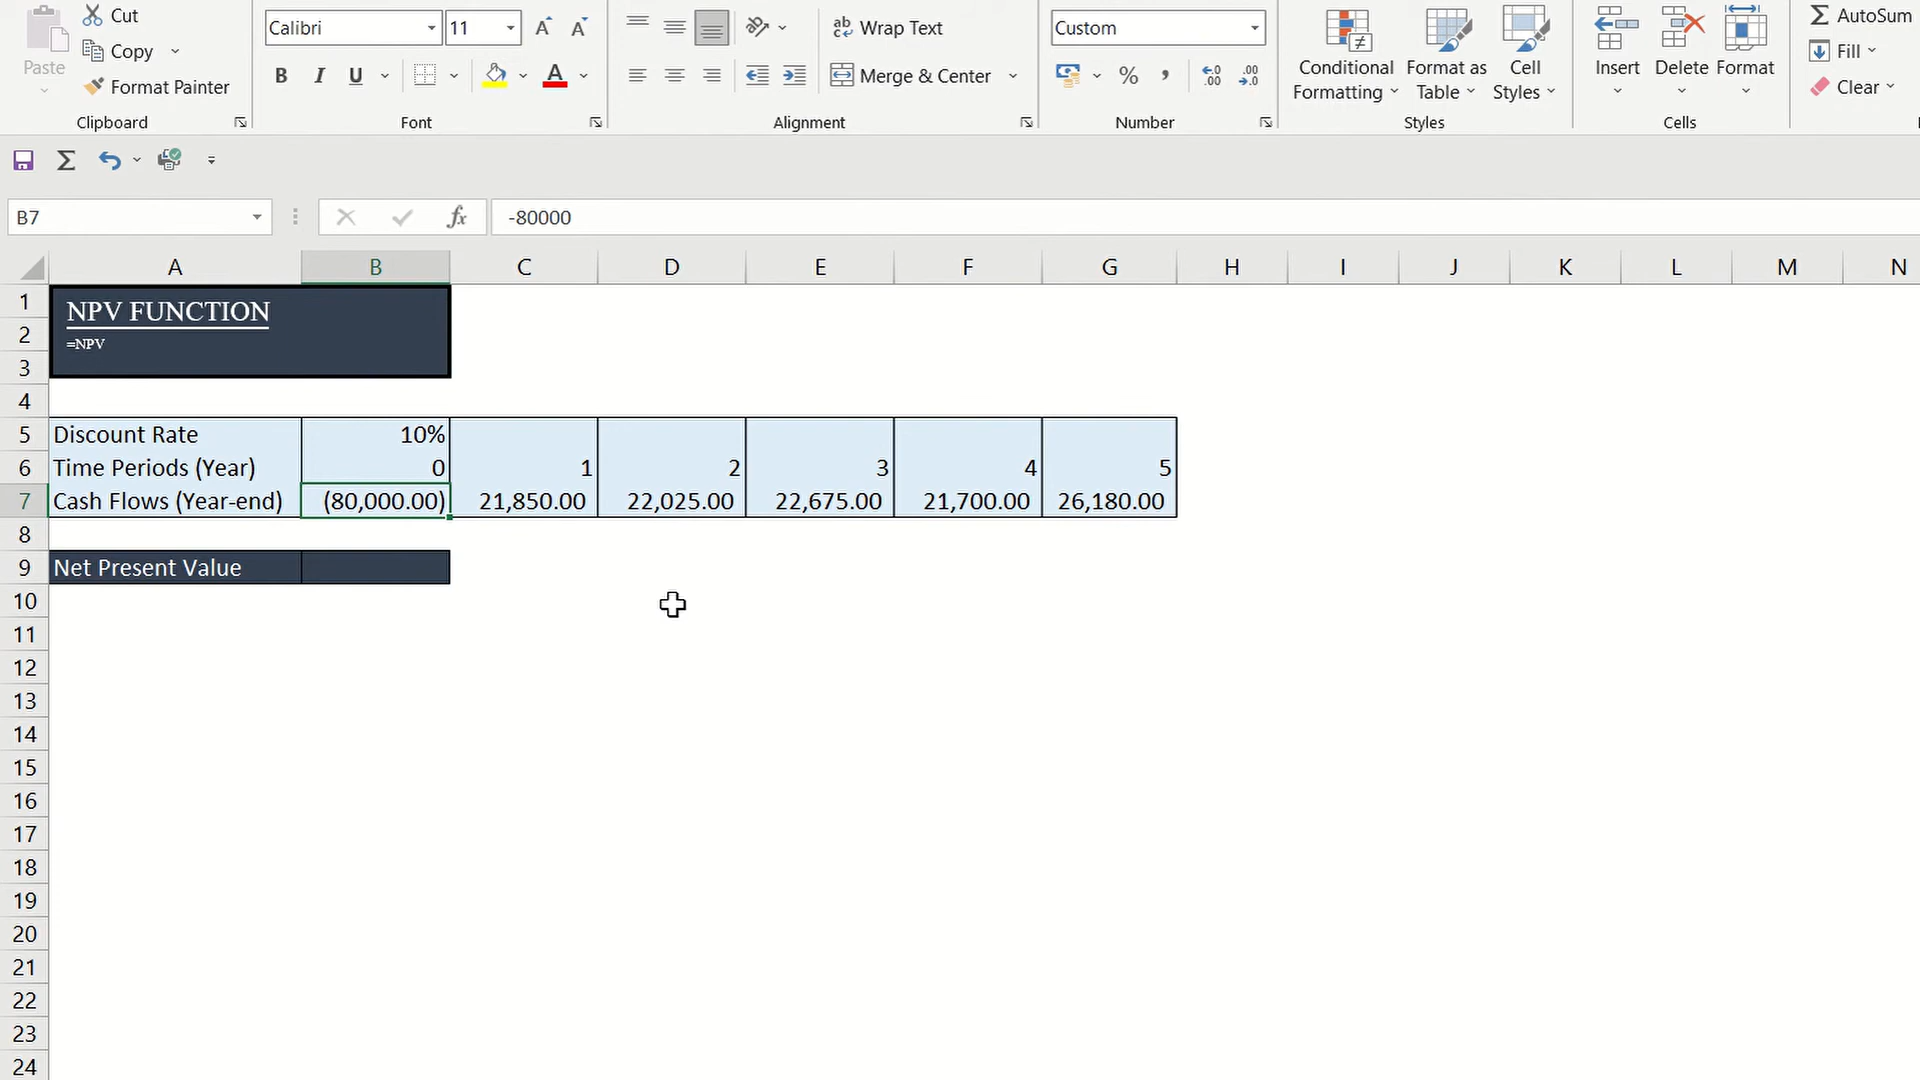 Cut
Copy
Paste
Format Painter
Clipboard
Calibri 11
B I U
Font
Wrap Text
Merge & Center
Alignment
Custom
% ,
Number
Conditional Formatting
Format as Table
Cell Styles
Styles
Insert
Delete
Format
Cells
AutoSum
Fill
Clear
B7
fx
-80000
A B C D E F G H I J K L M N
1 NPV FUNCTION
2 =NPV
3
4
5 Discount Rate 10%
6 Time Periods (Year) 0 1 2 3 4 5
7 Cash Flows (Year-end) (80,000.00) 21,850.00 22,025.00 22,675.00 21,700.00 26,180.00
8
9 Net Present Value
10
11
12
13
14
15
16
17
18
19
20
21
22
23
24